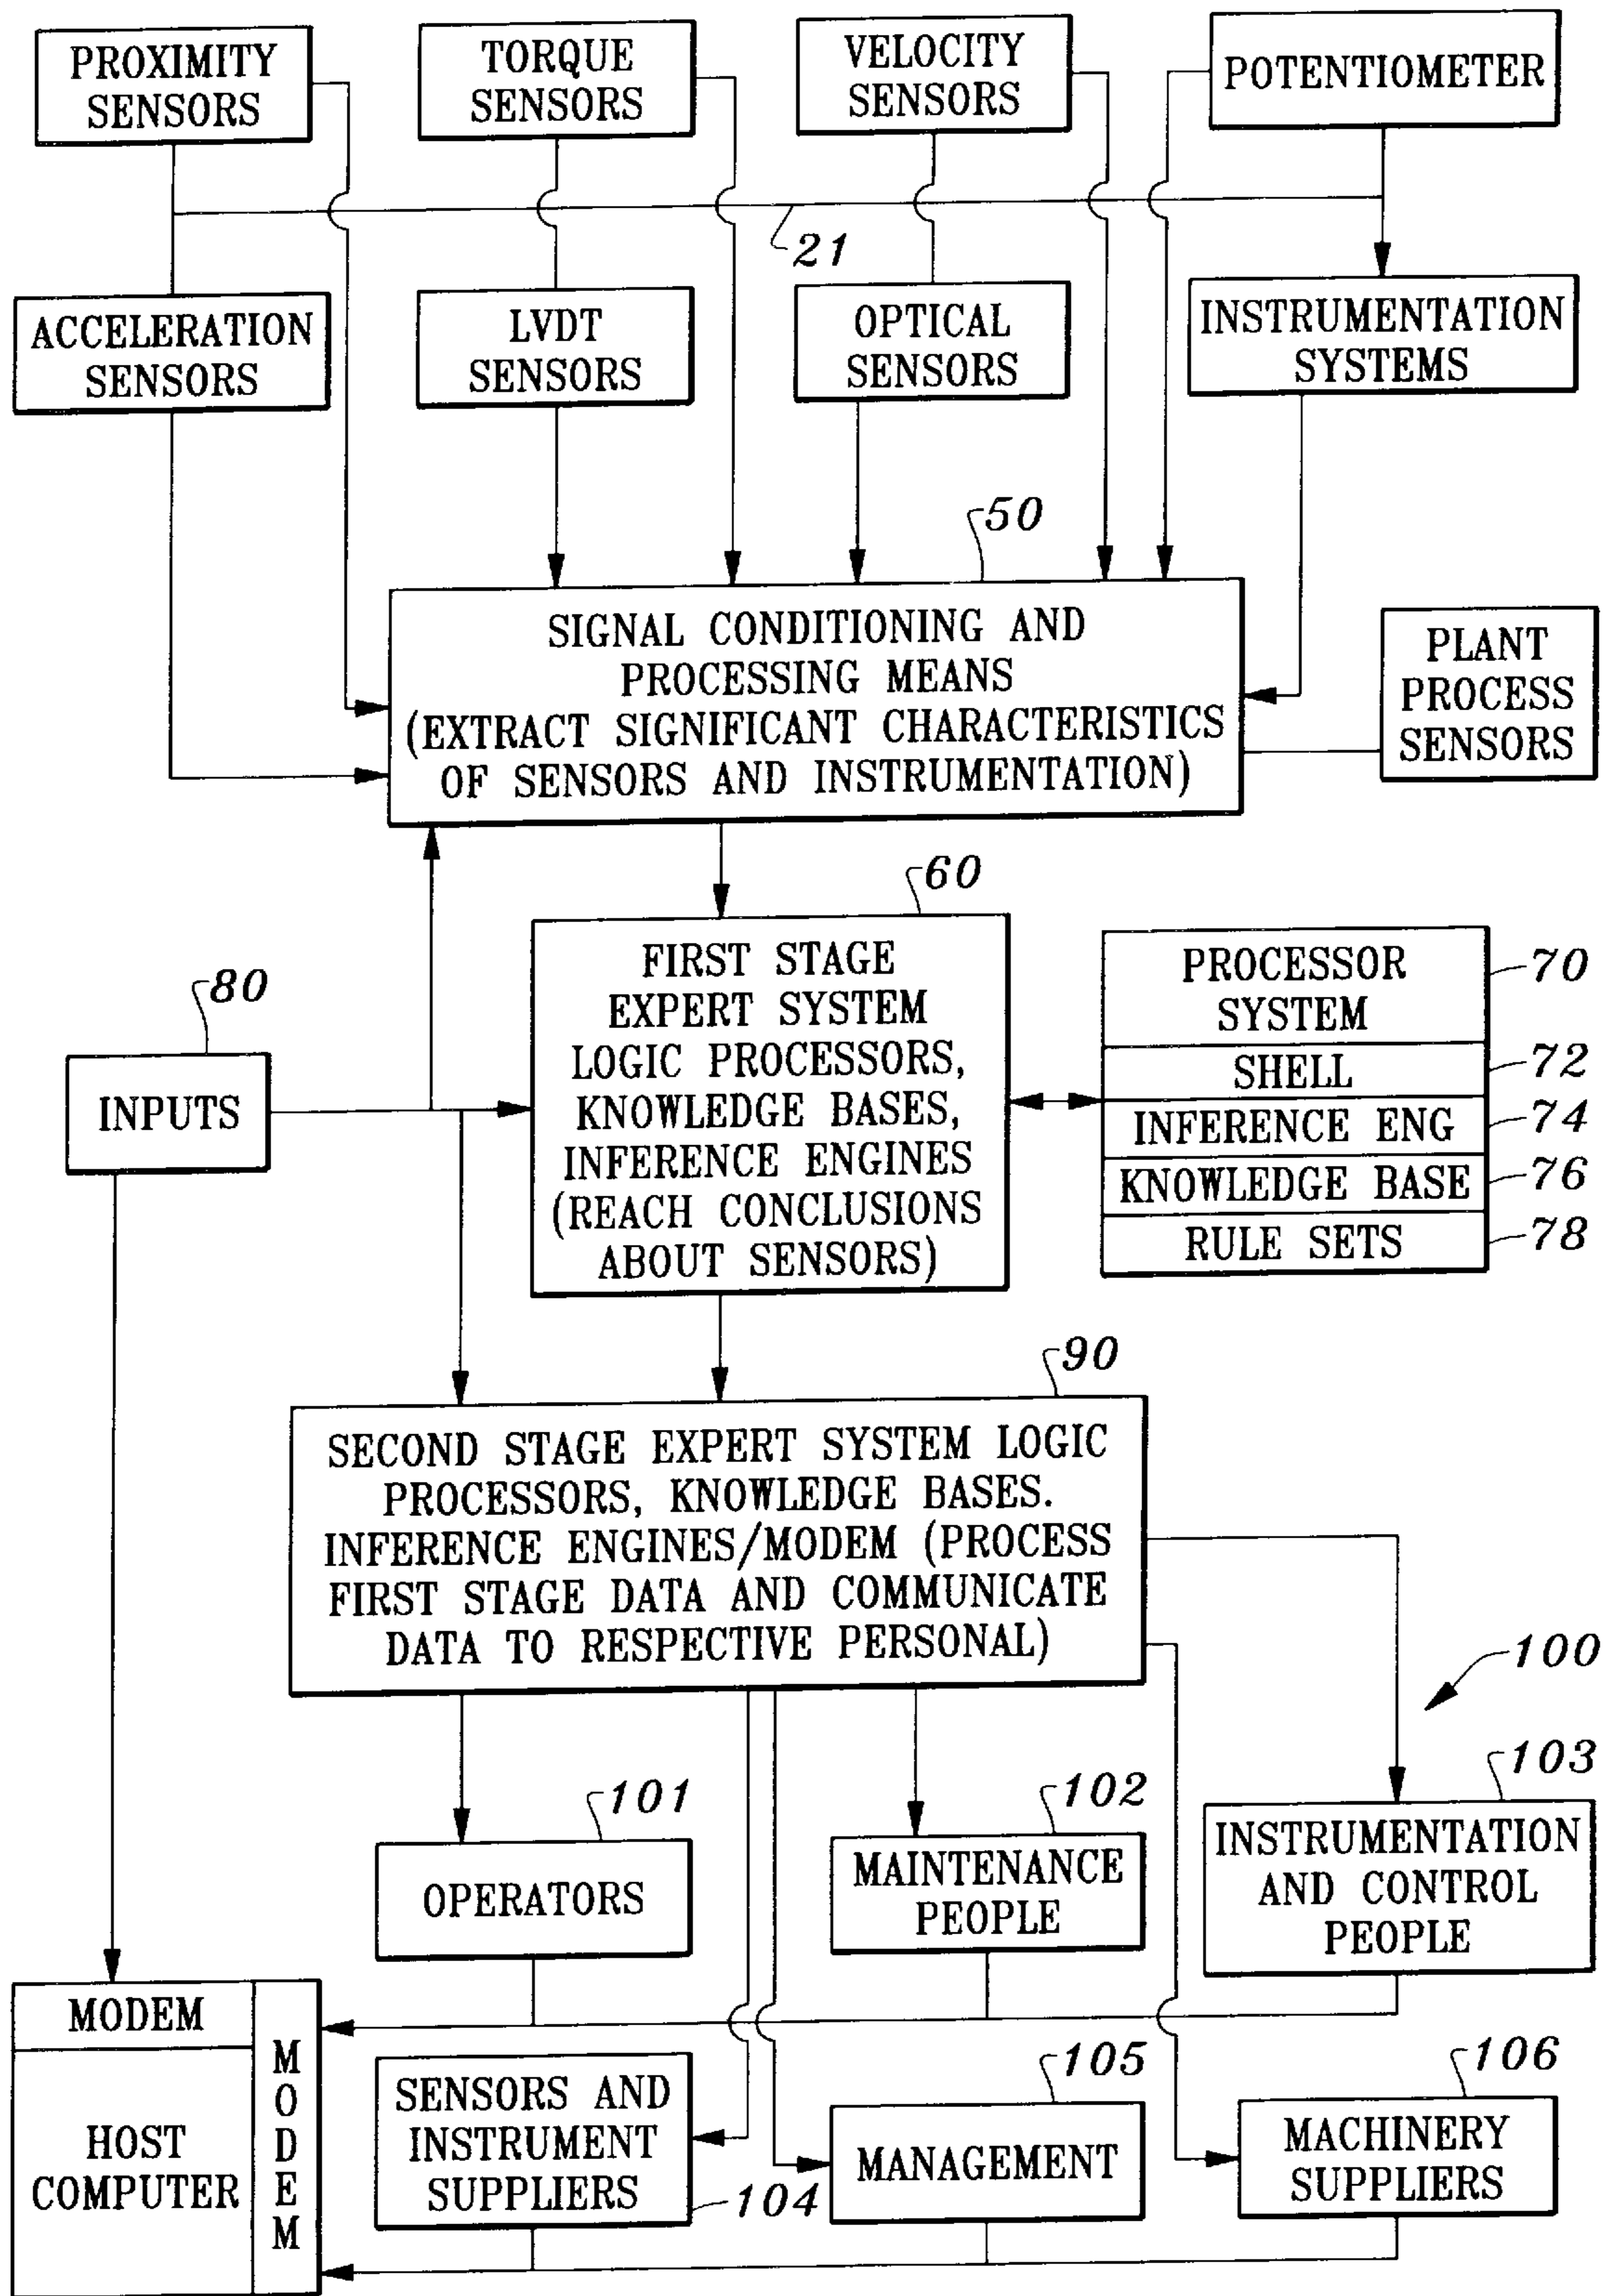 PROXIMITY
SENSORS
TORQUE
SENSORS
VELOCITY
SENSORS
POTENTIOMETER
21
ACCELERATION
SENSORS
LVDT
SENSORS
OPTICAL
SENSORS
INSTRUMENTATION
SYSTEMS
50
SIGNAL CONDITIONING AND
PROCESSING MEANS
(EXTRACT SIGNIFICANT CHARACTERISTICS
OF SENSORS AND INSTRUMENTATION)
PLANT
PROCESS
SENSORS
60
FIRST STAGE
EXPERT SYSTEM
LOGIC PROCESSORS,
KNOWLEDGE BASES,
INFERENCE ENGINES
(REACH CONCLUSIONS
ABOUT SENSORS)
80
INPUTS
PROCESSOR
SYSTEM
70
SHELL
72
INFERENCE ENG
74
KNOWLEDGE BASE
76
RULE SETS
78
90
SECOND STAGE EXPERT SYSTEM LOGIC
PROCESSORS, KNOWLEDGE BASES.
INFERENCE ENGINES/MODEM (PROCESS
FIRST STAGE DATA AND COMMUNICATE
DATA TO RESPECTIVE PERSONAL)
100
101
OPERATORS
102
MAINTENANCE
PEOPLE
103
INSTRUMENTATION
AND CONTROL
PEOPLE
MODEM
MODEM
HOST
COMPUTER
SENSORS AND
INSTRUMENT
SUPPLIERS
104
105
MANAGEMENT
106
MACHINERY
SUPPLIERS